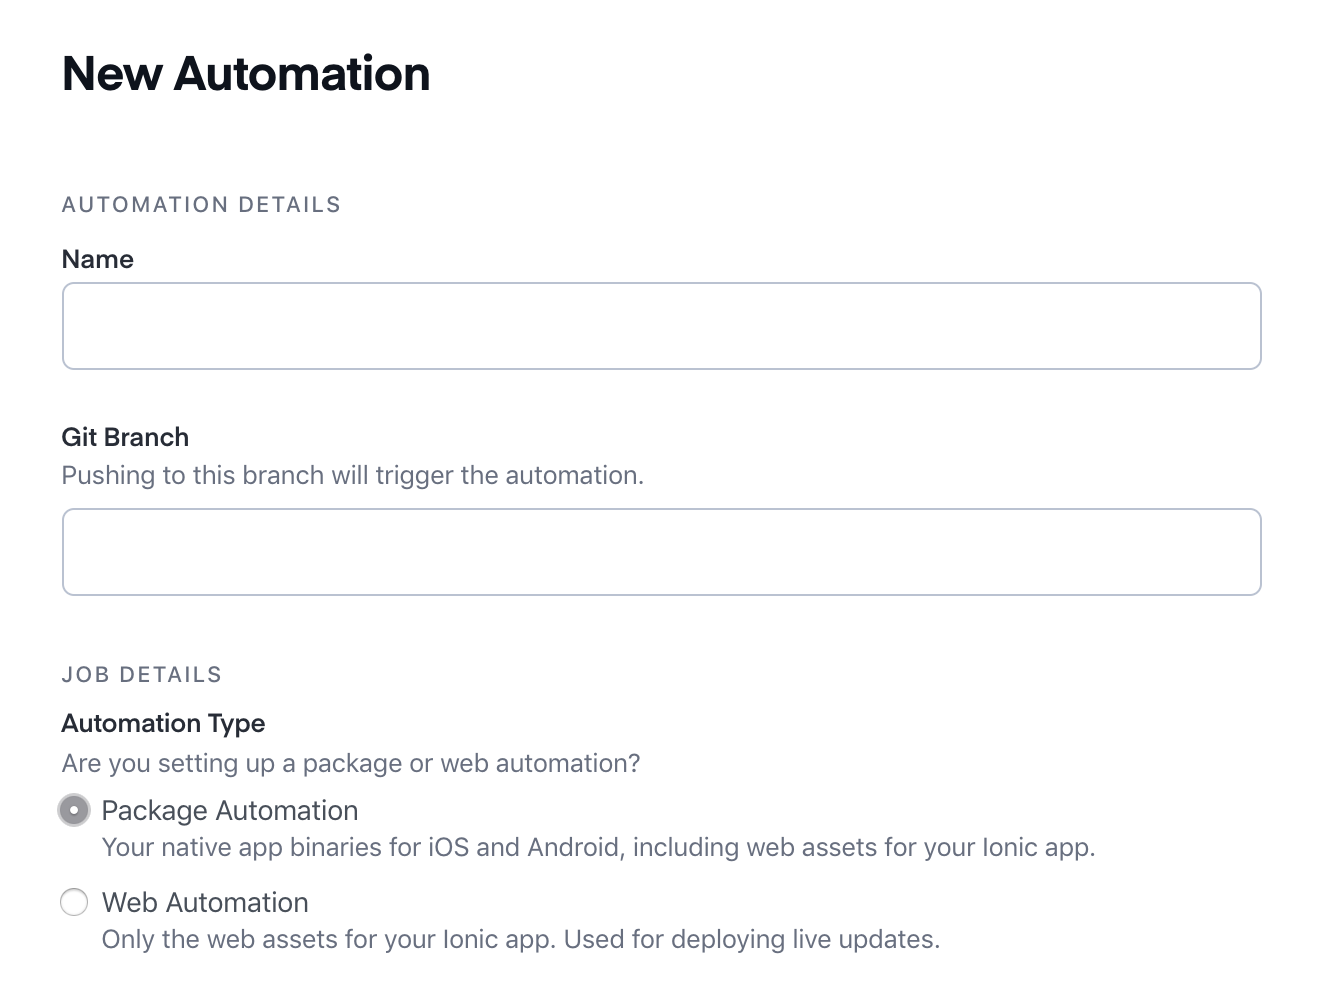 New Automation
AUTOMATION DETAILS
Name
Git Branch
Pushing to this branch will trigger the automation.
JOB DETAILS
Automation Type
Are you setting up a package or web automation?
Package Automation
Your native app binaries for iOS and Android, including web assets for your Ionic app.
Web Automation
Only the web assets for your Ionic app. Used for deploying live updates.